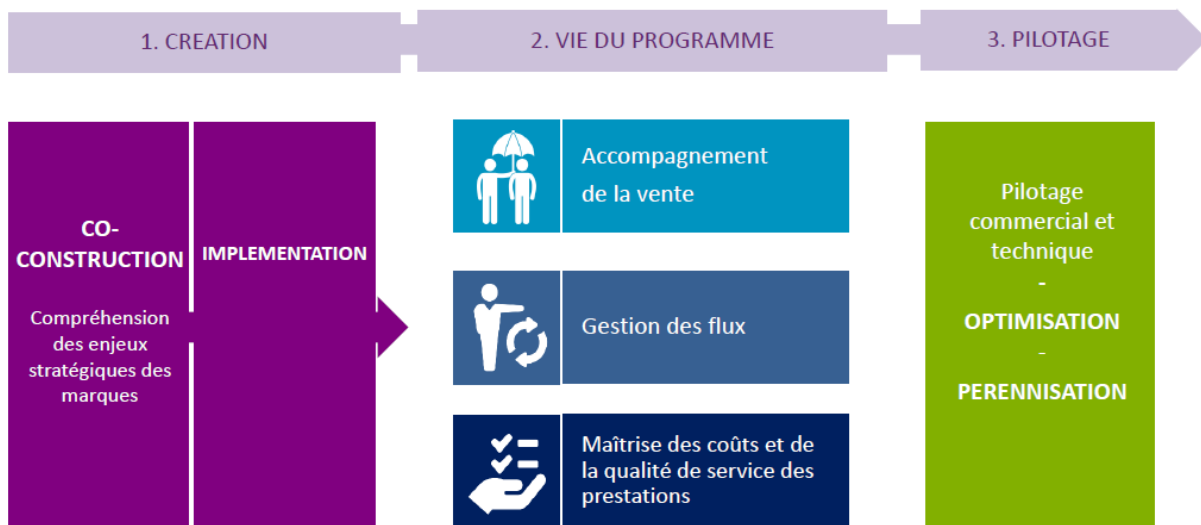 1. CREATION
2. VIE DU PROGRAMME
3. PILOTAGE
CO-
CONSTRUCTION
Compréhension
des enjeux
stratégiques des
marques
IMPLEMENTATION
Accompagnement
de la vente
Gestion des flux
Maîtrise des coûts et de
la qualité de service des
prestations
Pilotage
commercial et
technique
-
OPTIMISATION
-
PERENNISATION